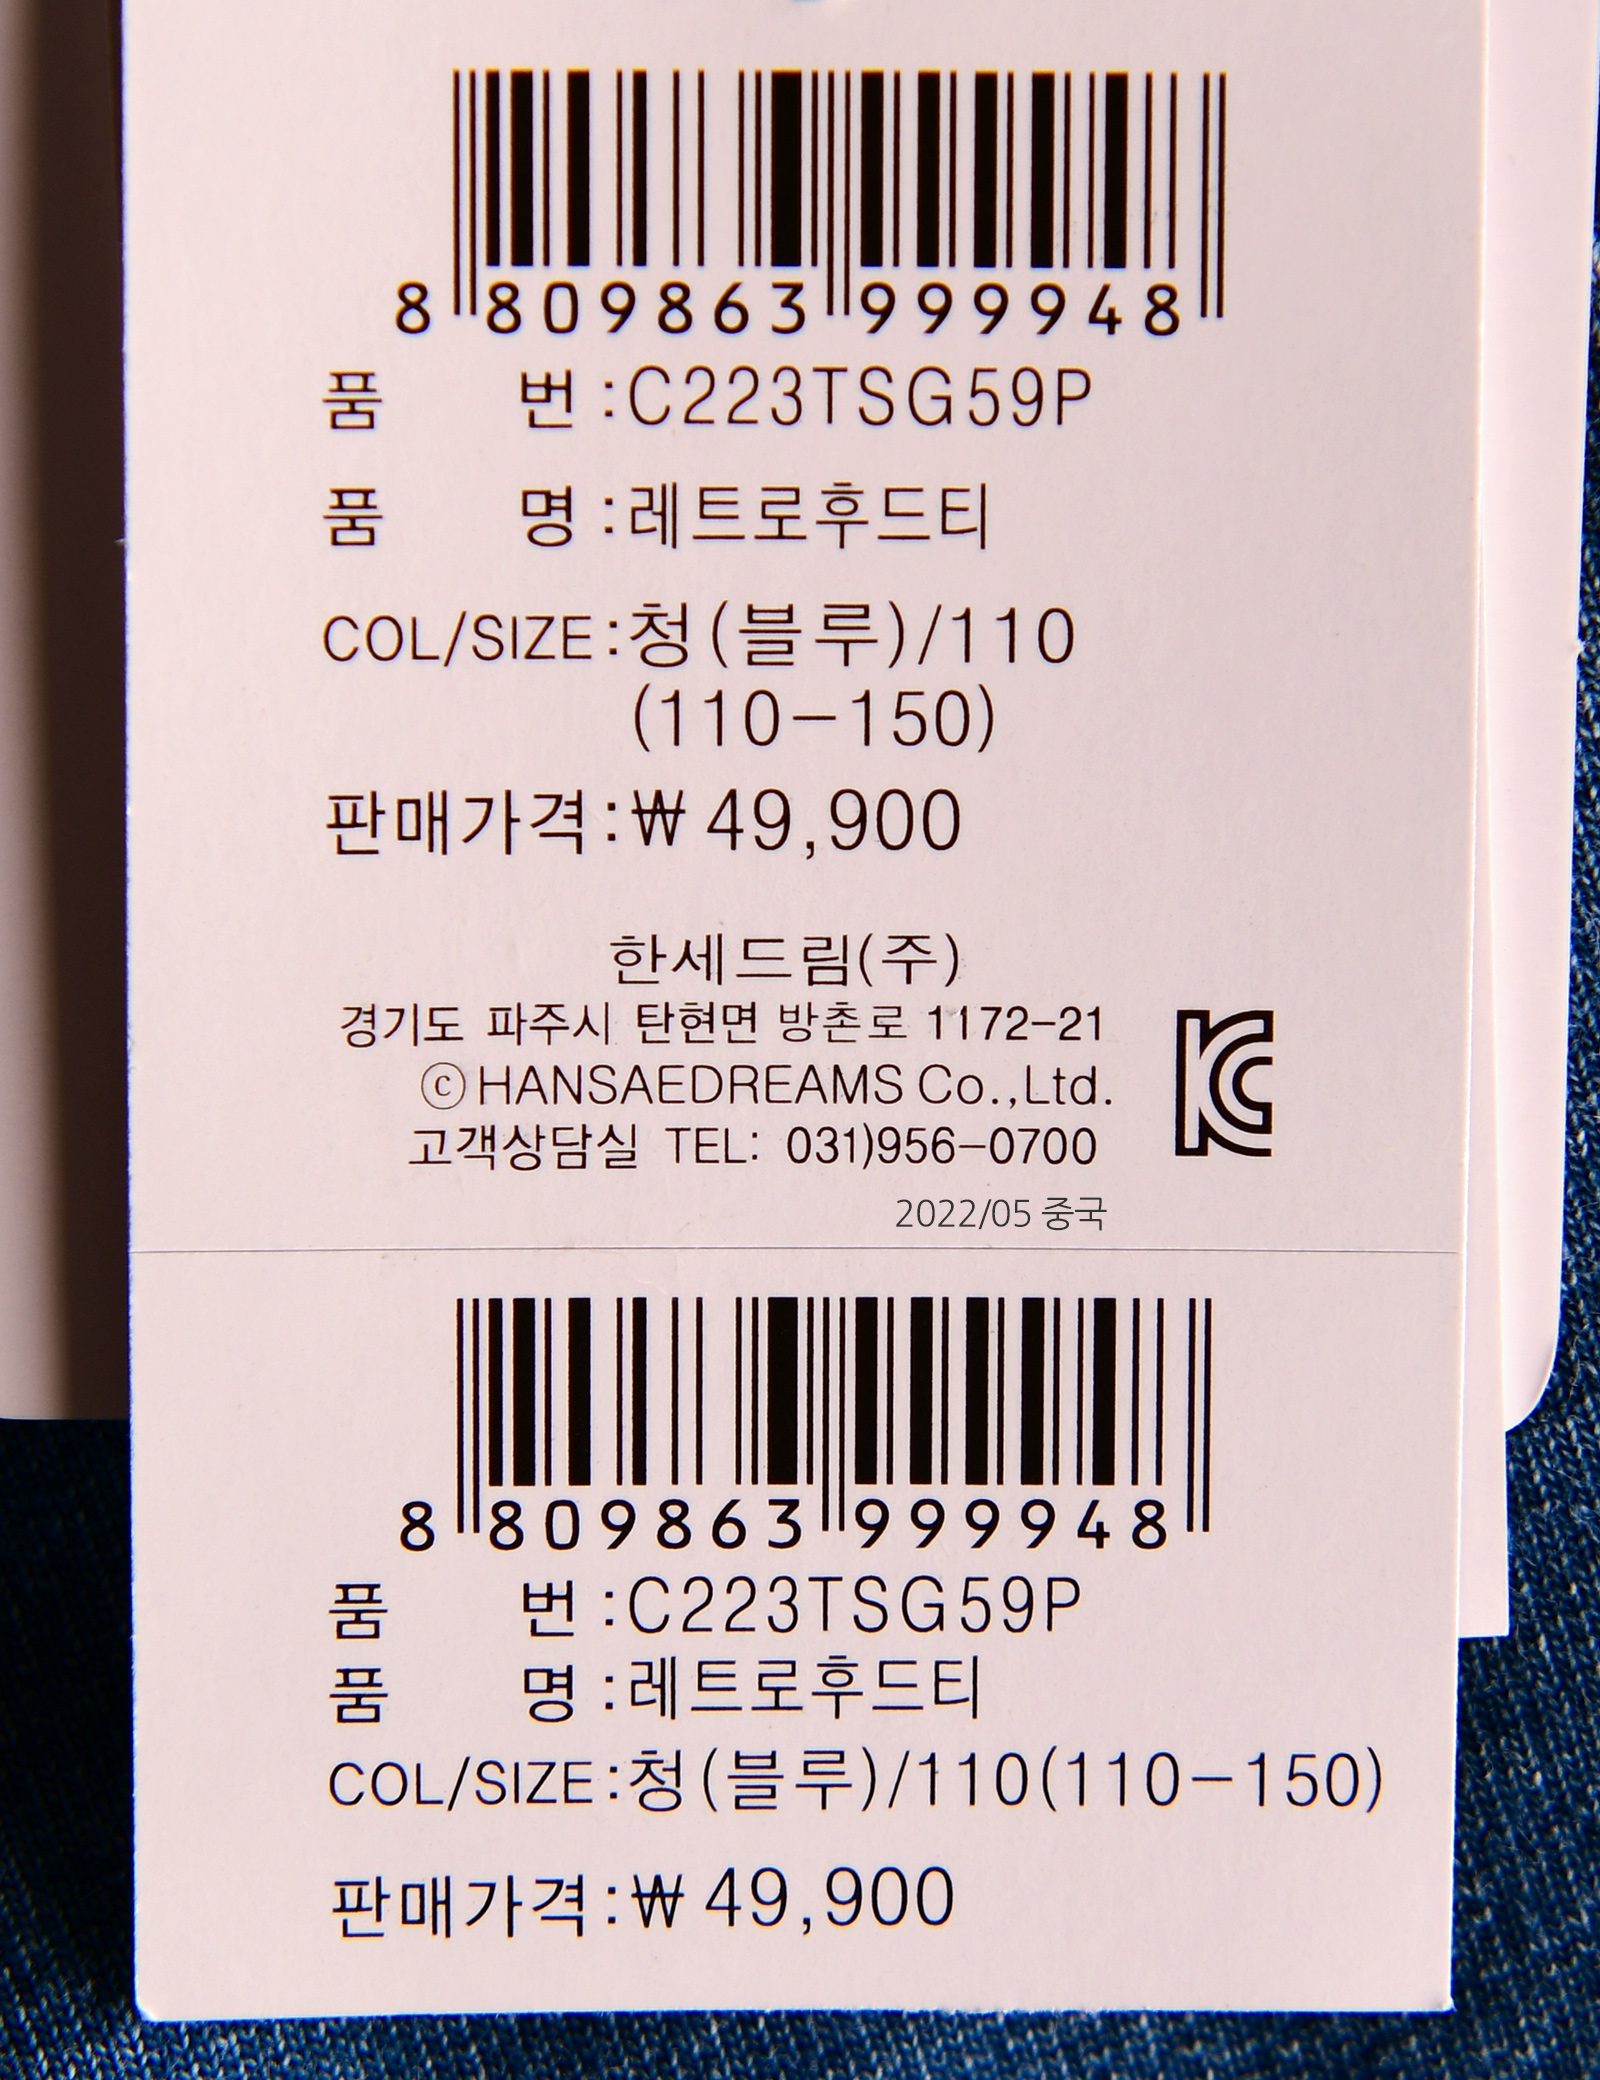 8 809863 999948
품 번 :C223TSG59P
품 명 :레트로후드티
COL/SIZE:청(블루)/110
(110-150)
판매가격:₩ 49,900
한세드림(주)
경기도 파주시 탄현면 방촌로 1172-21
ⓒHANSAEDREAMS Co.,Ltd.
고객상담실 TEL: 031)956-0700
KC
2022/05 중국
8 809863 999948
품 번 :C223TSG59P
품 명 :레트로후드티
COL/SIZE:청(블루)/110(110-150)
판매가격:₩ 49,900